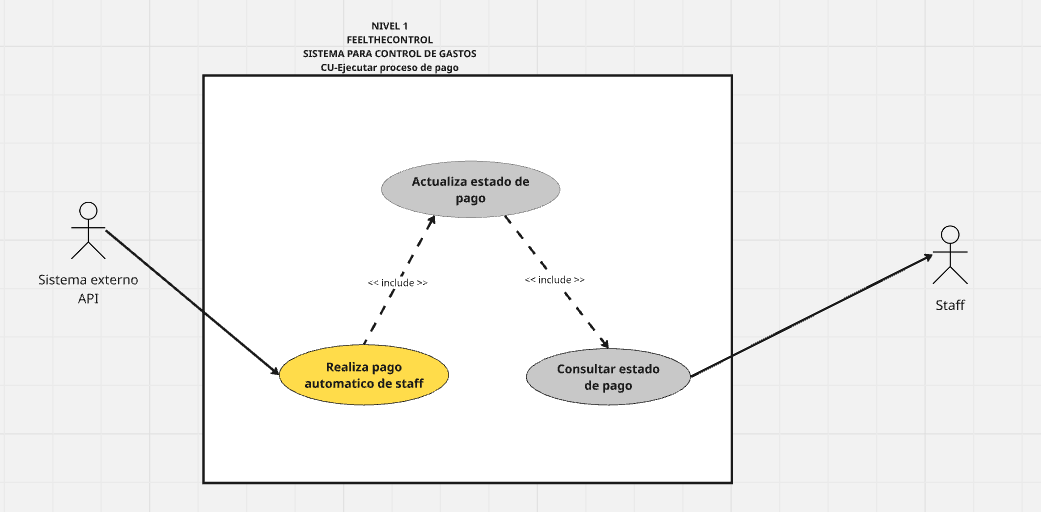 NIVEL 1
FEELTHECONTROL
SISTEMA PARA CONTROL DE GASTOS
CU-Ejecutar proceso de pago
Actualiza estado de
pago
Sistema externo
API
<< include >>
<< include >>
Staff
Realiza pago
automatico de staff
Consultar estado
de pago